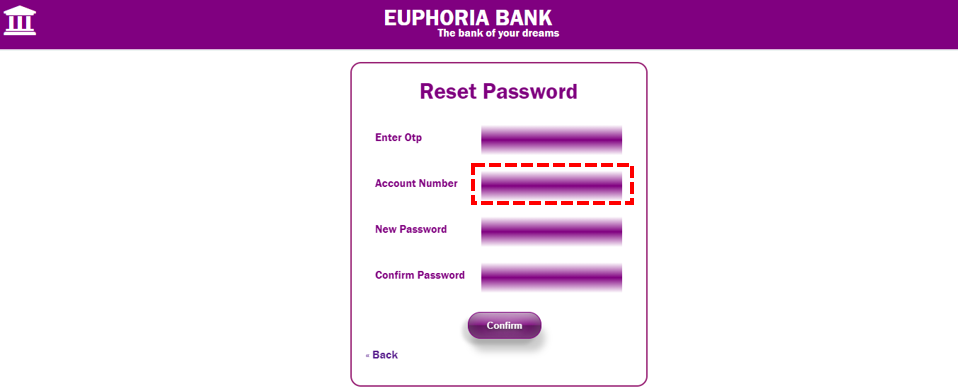 EUPHORIA BANK
The bank of your dreams
Reset Password
Enter Otp
Account Number
New Password
Confirm Password
Confirm
« Back